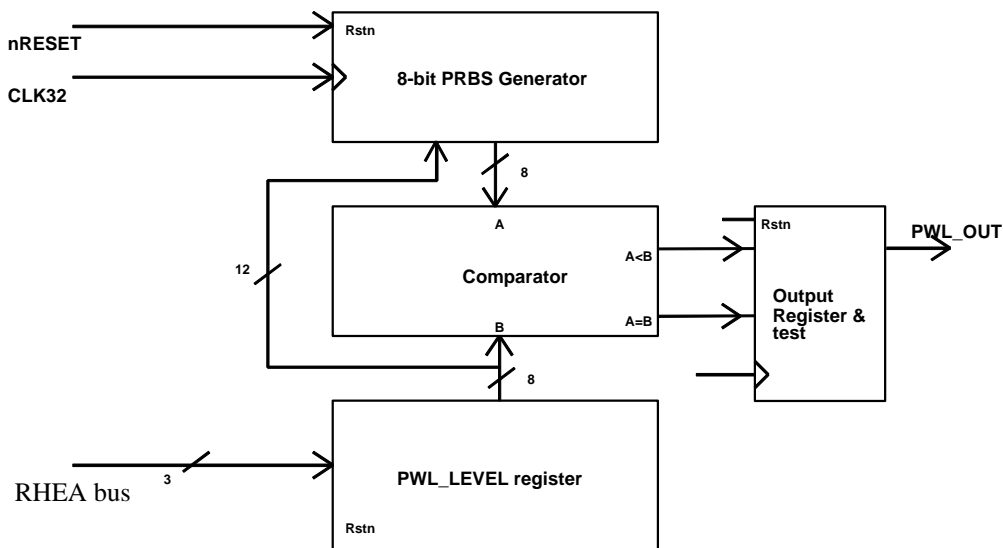 nRESET
Rstn
8-bit PRBS Generator
CLK32
8
A
Rstn
PWL_OUT
A<B
12
Comparator
Output
Register &
test
B
A=B
8
3
RHEA bus
PWL_LEVEL register
Rstn